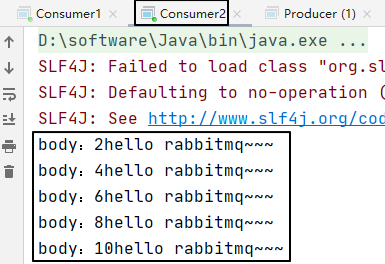 Consumer1 × Consumer2 × Producer (1) ×
D:\software\Java\bin\java.exe ...
SLF4J: Failed to load class "org.sl
SLF4J: Defaulting to no-operation (
SLF4J: See http://www.slf4j.org/cod
body：2hello rabbitmq~~~
body：4hello rabbitmq~~~
body：6hello rabbitmq~~~
body：8hello rabbitmq~~~
body：10hello rabbitmq~~~